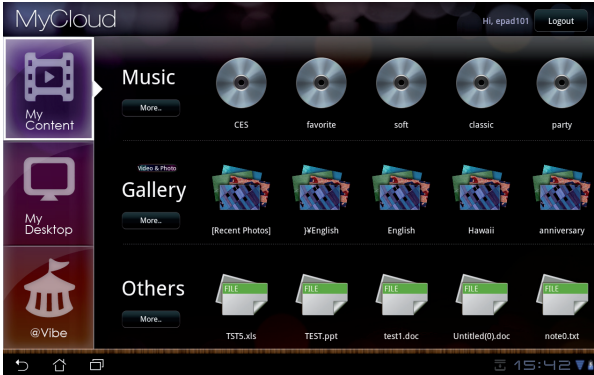 MyCloud
Hi, epad101
Logout
My
Content
My
Desktop
@Vibe
Music
More..
CES
favorite
soft
classic
party
Video & Photo
Gallery
More..
[Recent Photos]
}¥English
English
Hawaii
anniversary
Others
More..
FILE
FILE
FILE
FILE
FILE
TST5.xls
TEST.ppt
test1.doc
Untitled(0).doc
note0.txt
15:42